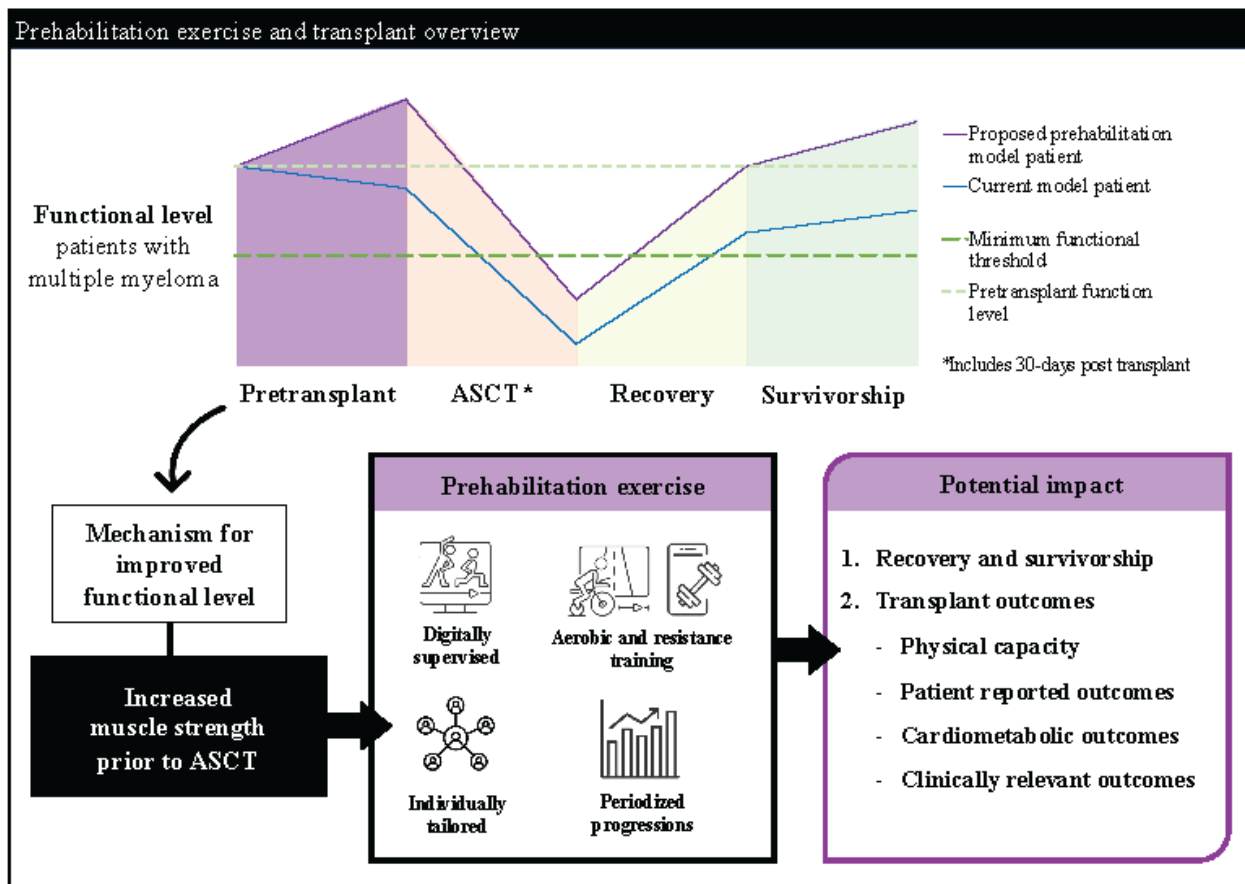 Prehabilitation exercise and transplant overview
Functional level
patients with
multiple myeloma
Proposed prehabilitation
model patient
Current model patient
Minimum functional
threshold
Pretransplant function
level
*Includes 30-days post transplant
Pretransplant
ASCT*
Recovery
Survivorship
Mechanism for
improved
functional level
Increased
muscle strength
prior to ASCT
Prehabilitation exercise
Digitally
supervised
Aerobic and resistance
training
Individually
tailored
Periodized
progressions
Potential impact
1. Recovery and survivorship
2. Transplant outcomes
- Physical capacity
- Patient reported outcomes
- Cardiometabolic outcomes
- Clinically relevant outcomes